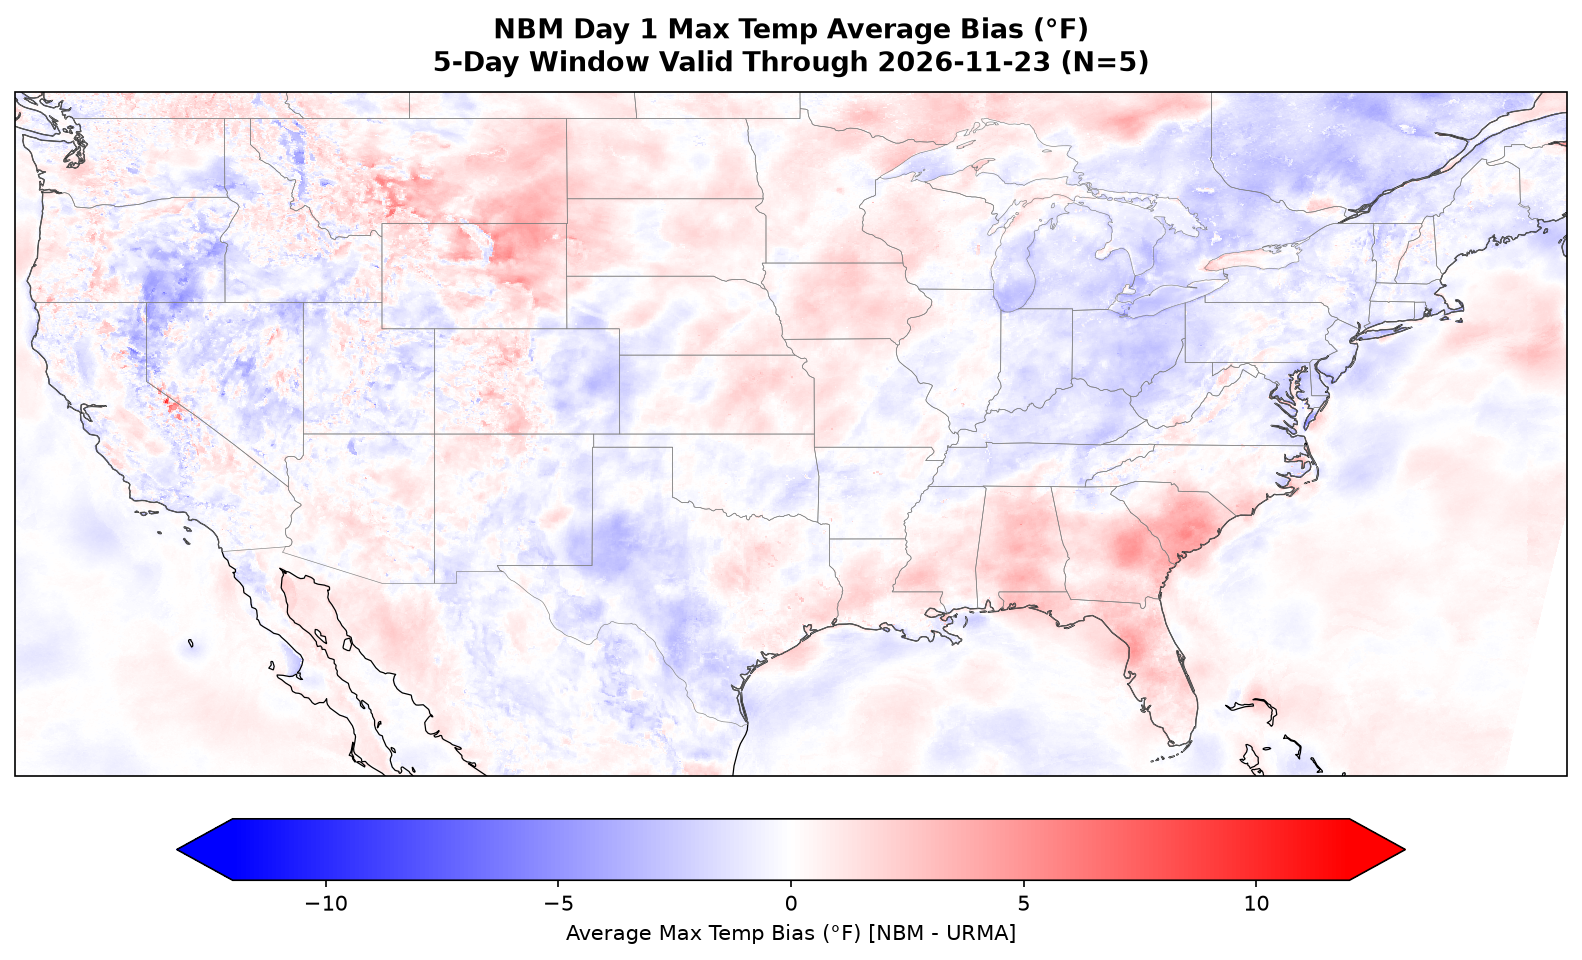 NBM Day 1 Max Temp Average Bias (°F)
5-Day Window Valid Through 2026-11-23 (N=5)
−10 −5 0 5 10
Average Max Temp Bias (°F) [NBM - URMA]